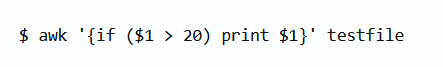 $ awk '{if ($1 > 20) print $1}' testfile